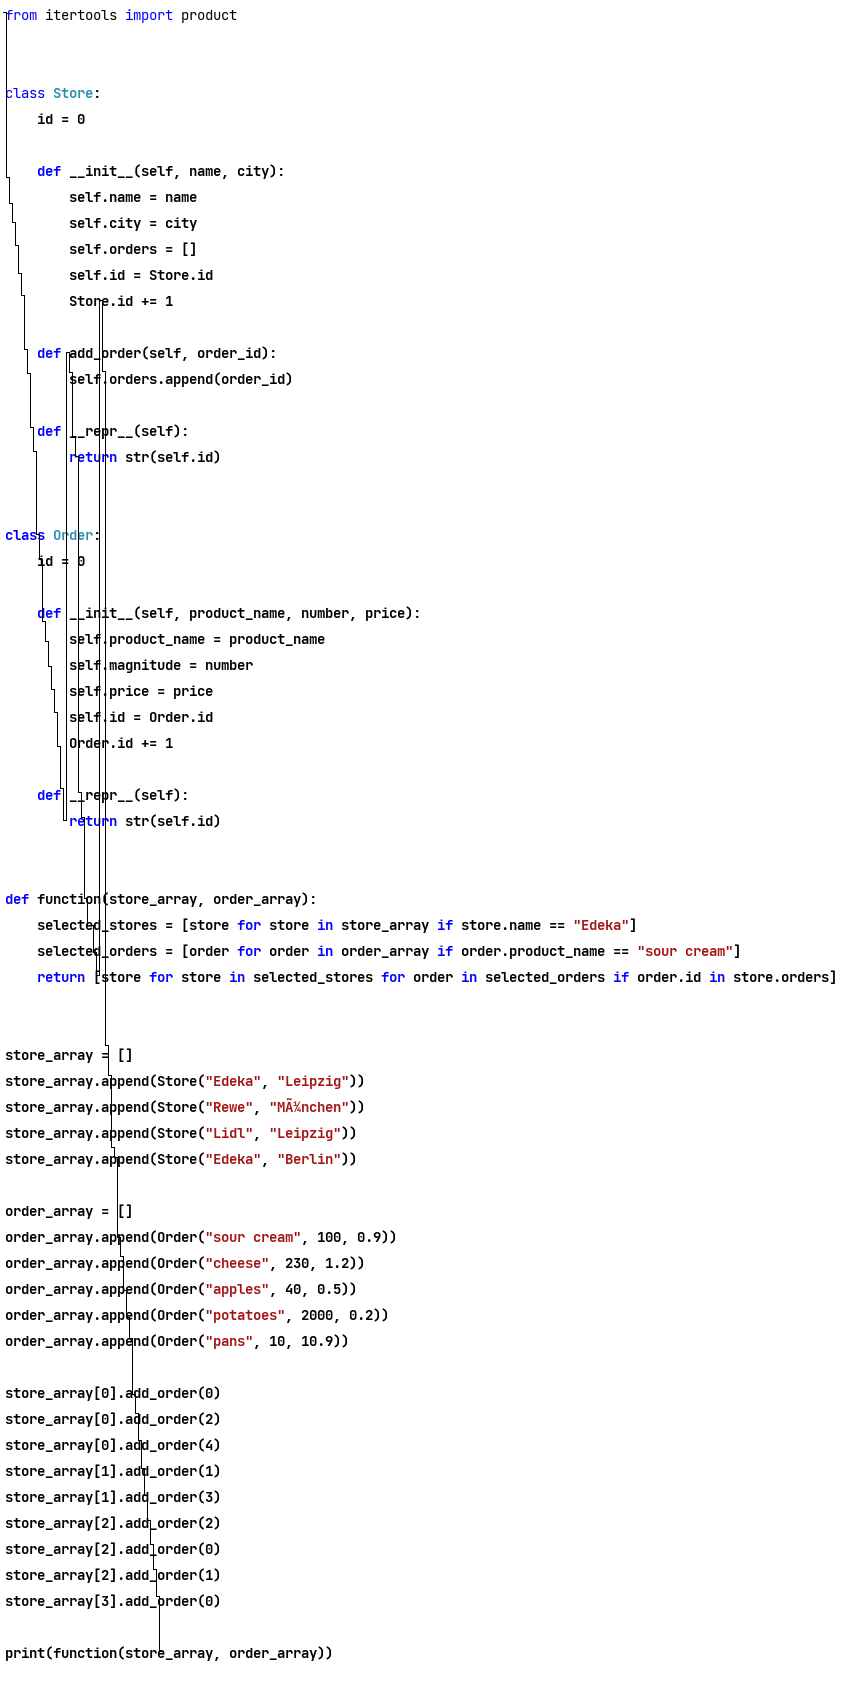 from itertools import product
class Store:
    id = 0
    def __init__(self, name, city):
        self.name = name
        self.city = city
        self.orders = []
        self.id = Store.id
        Store.id += 1
    def add_order(self, order_id):
        self.orders.append(order_id)
    def __repr__(self):
        return str(self.id)
class Order:
    id = 0
    def __init__(self, product_name, number, price):
        self.product_name = product_name
        self.magnitude = number
        self.price = price
        self.id = Order.id
        Order.id += 1
    def __repr__(self):
        return str(self.id)
def function(store_array, order_array):
    selected_stores = [store for store in store_array if store.name == "Edeka"]
    selected_orders = [order for order in order_array if order.product_name == "sour cream"]
    return [store for store in selected_stores for order in selected_orders if order.id in store.orders]
store_array = []
store_array.append(Store("Edeka", "Leipzig"))
store_array.append(Store("Rewe", "MÃ¼nchen"))
store_array.append(Store("Lidl", "Leipzig"))
store_array.append(Store("Edeka", "Berlin"))
order_array = []
order_array.append(Order("sour cream", 100, 0.9))
order_array.append(Order("cheese", 230, 1.2))
order_array.append(Order("apples", 40, 0.5))
order_array.append(Order("potatoes", 2000, 0.2))
order_array.append(Order("pans", 10, 10.9))
store_array[0].add_order(0)
store_array[0].add_order(2)
store_array[0].add_order(4)
store_array[1].add_order(1)
store_array[1].add_order(3)
store_array[2].add_order(2)
store_array[2].add_order(0)
store_array[2].add_order(1)
store_array[3].add_order(0)
print(function(store_array, order_array))